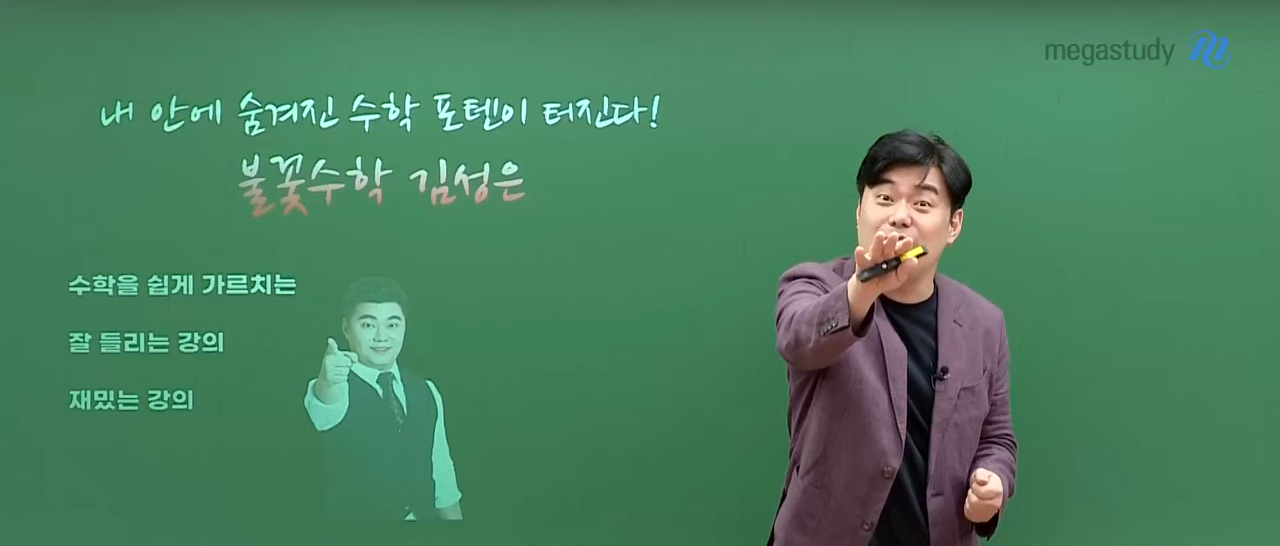 megastudy
내 안에 숨겨진 수학 포텐이 터진다!
불꽃수학 김성은
수학을 쉽게 가르치는
잘 들리는 강의
재밌는 강의